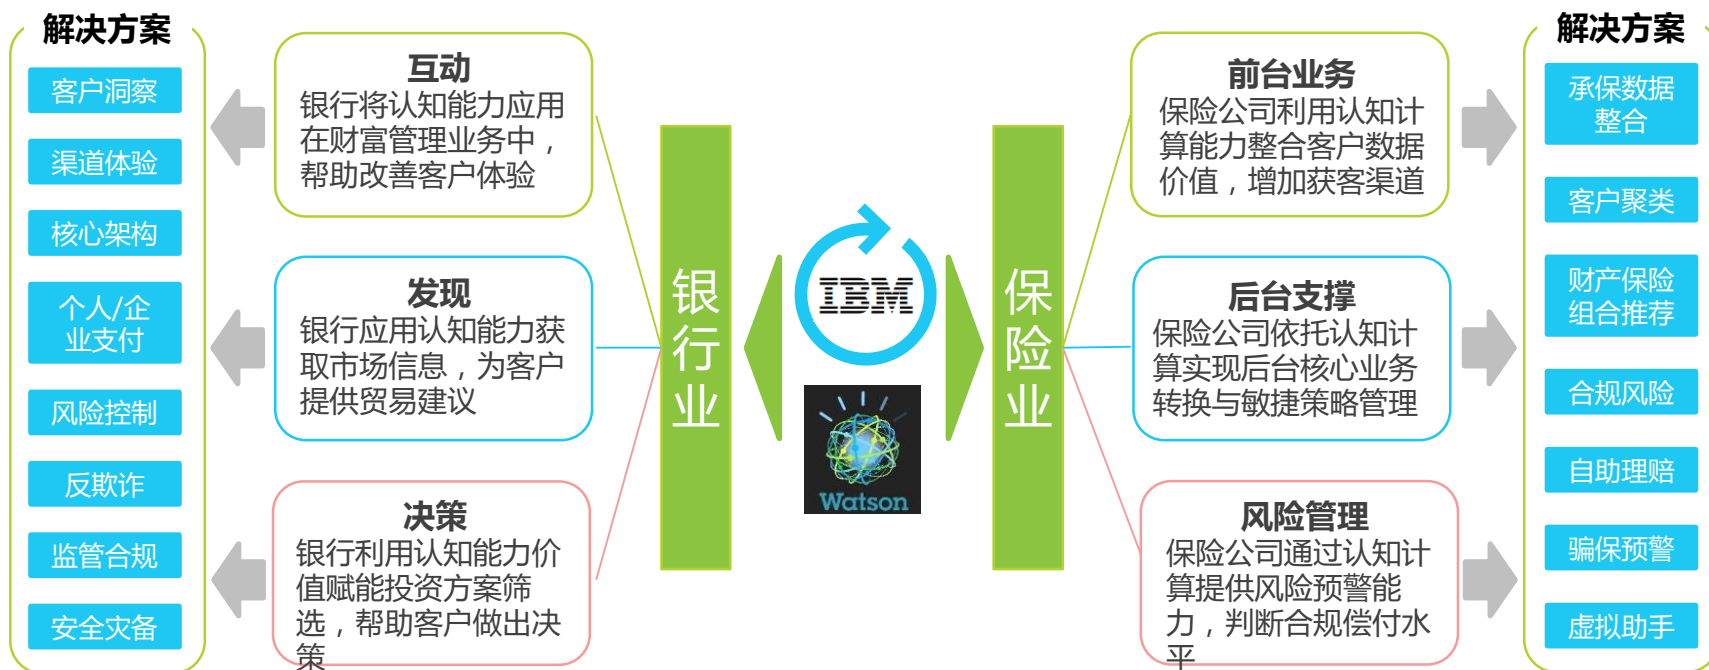 解决方案
客户洞察
渠道体验
核心架构
个人/企
业支付
风险控制
反欺诈
监管合规
安全灾备
互动
银行将认知能力应用
在财富管理业务中，
帮助改善客户体验
发现
银行应用认知能力获
取市场信息，为客户
提供贸易建议
决策
银行利用认知能力价
值赋能投资方案筛
选，帮助客户做出决
策
银
行
业
IBM
Watson
保
险
业
前台业务
保险公司利用认知计
算能力整合客户数据
价值，增加获客渠道
后台支撑
保险公司依托认知计
算实现后台核心业务
转换与敏捷策略管理
风险管理
保险公司通过认知计
算提供风险预警能
力，判断合规偿付水
平
解决方案
承保数据
整合
客户聚类
财产保险
组合推荐
合规风险
自助理赔
骗保预警
虚拟助手